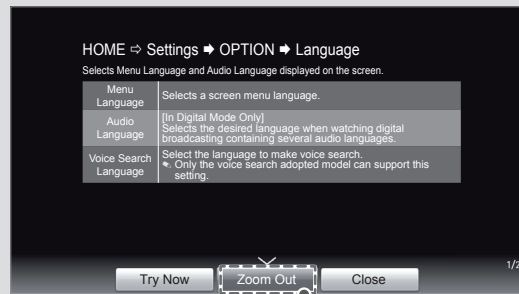 HOME ⇨ Settings ➡ OPTION ➡ Language
Selects Menu Language and Audio Language displayed on the screen.
Menu
Language
Selects a screen menu language.
Audio
Language
[In Digital Mode Only]
Selects the desired language when watching digital
broadcasting containing several audio languages.
Voice Search
Language
Select the language to make voice search.
Only the voice search adopted model can support this
setting.
1/2
Try Now
Zoom Out
Close